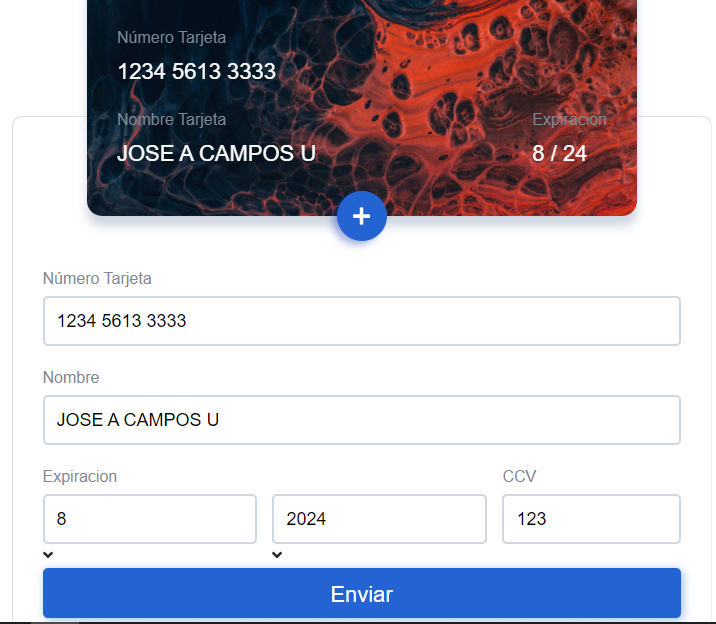 Número Tarjeta
1234 5613 3333
Nombre Tarjeta
Expiracion
JOSE A CAMPOS U
8 / 24
+
Número Tarjeta
1234 5613 3333
Nombre
JOSE A CAMPOS U
Expiracion
CCV
8
2024
123
Enviar